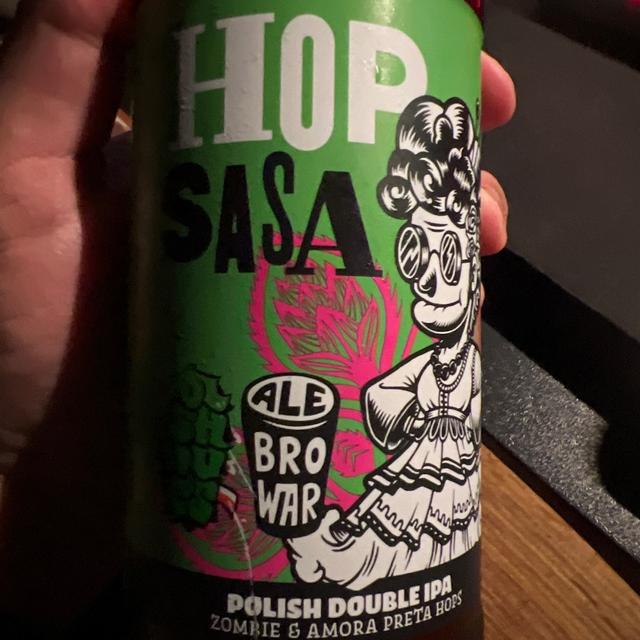 HOP
SASA
ALE
BRO
WAR
POLISH DOUBLE IPA
ZOMBIE & AMORA PRETA HOPS